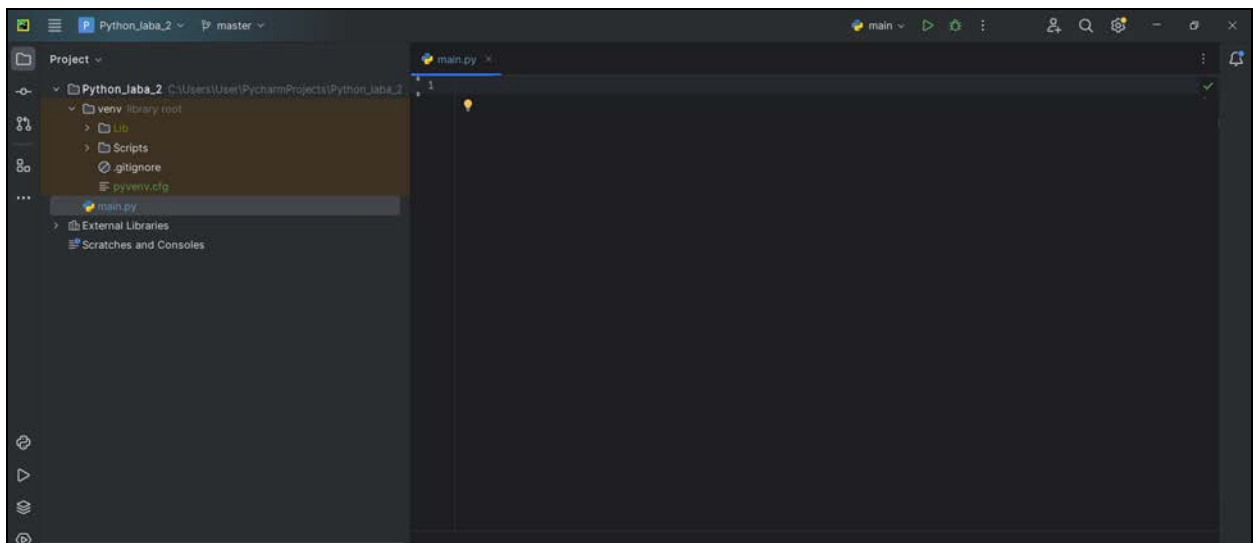 P Python_laba_2 master main
Project
main.py
Python_laba_2 C:\Users\User\PycharmProjects\Python_laba_2
1
venv library root
Lib
Scripts
.gitignore
pyvenv.cfg
main.py
External Libraries
Scratches and Consoles